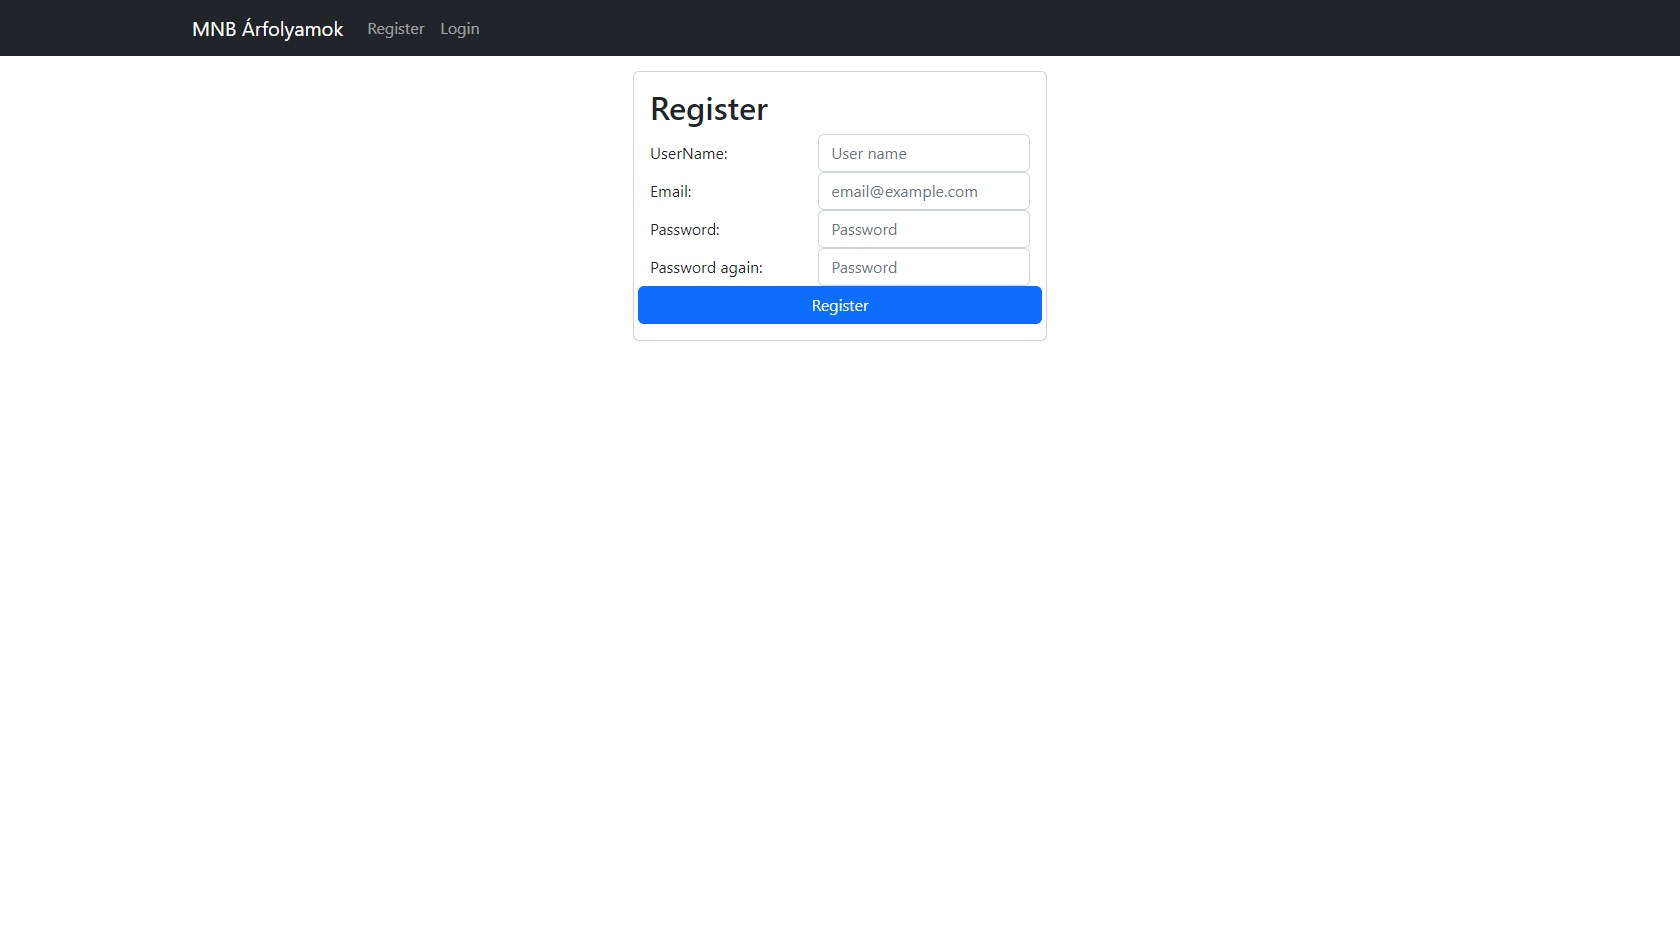 MNB Árfolyamok Register Login
Register
UserName: User name
Email: email@example.com
Password: Password
Password again: Password
Register